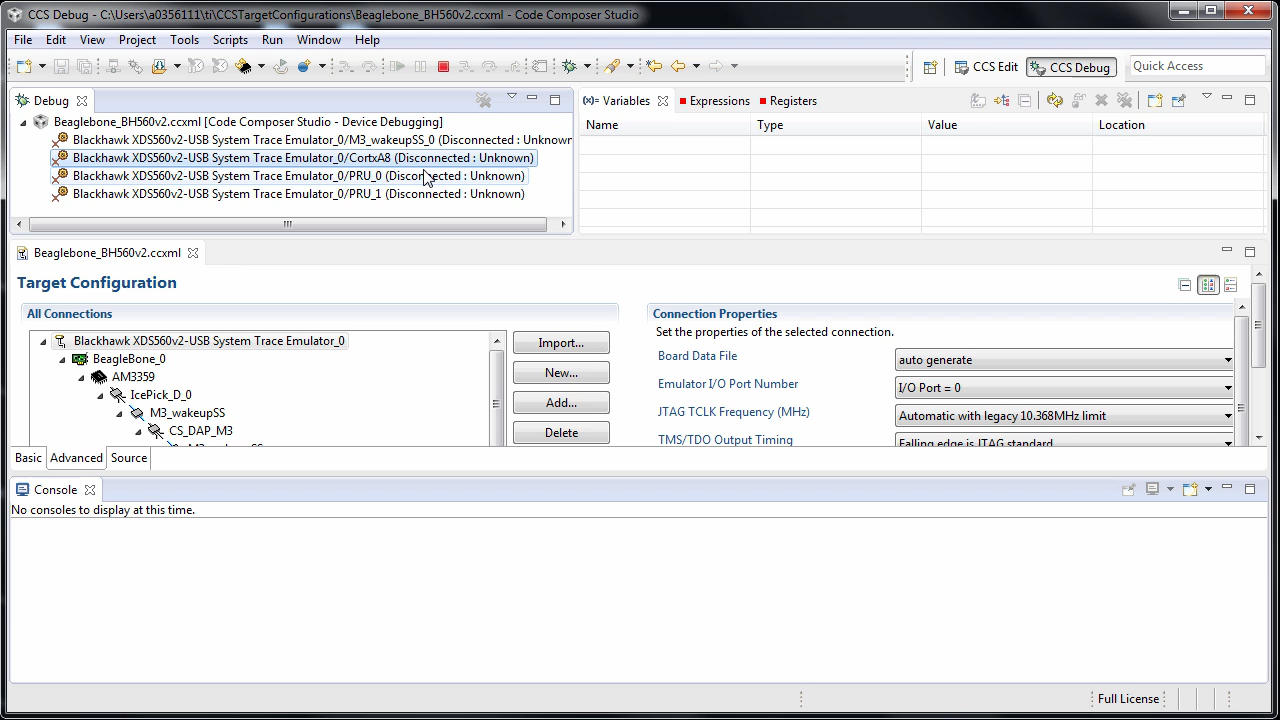 CCS Debug - C:\Users\a0356111\ti\CCSTargetConfigurations\Beaglebone_BH560v2.ccxml - Code Composer Studio
File Edit View Project Tools Scripts Run Window Help
CCS Edit CCS Debug Quick Access
Debug
Beaglebone_BH560v2.ccxml [Code Composer Studio - Device Debugging]
Blackhawk XDS560v2-USB System Trace Emulator_0/M3_wakeupSS_0 (Disconnected : Unknown
Blackhawk XDS560v2-USB System Trace Emulator_0/CortxA8 (Disconnected : Unknown)
Blackhawk XDS560v2-USB System Trace Emulator_0/PRU_0 (Disconnected : Unknown)
Blackhawk XDS560v2-USB System Trace Emulator_0/PRU_1 (Disconnected : Unknown)
(x)= Variables Expressions Registers
Name Type Value Location
Beaglebone_BH560v2.ccxml
Target Configuration
All Connections
Blackhawk XDS560v2-USB System Trace Emulator_0
BeagleBone_0
AM3359
IcePick_D_0
M3_wakeupSS
CS_DAP_M3
Import...
New...
Add...
Delete
Connection Properties
Set the properties of the selected connection.
Board Data File auto generate
Emulator I/O Port Number I/O Port = 0
JTAG TCLK Frequency (MHz) Automatic with legacy 10.368MHz limit
TMS/TDO Output Timing Falling edge is JTAG standard
Basic Advanced Source
Console
No consoles to display at this time.
Full License